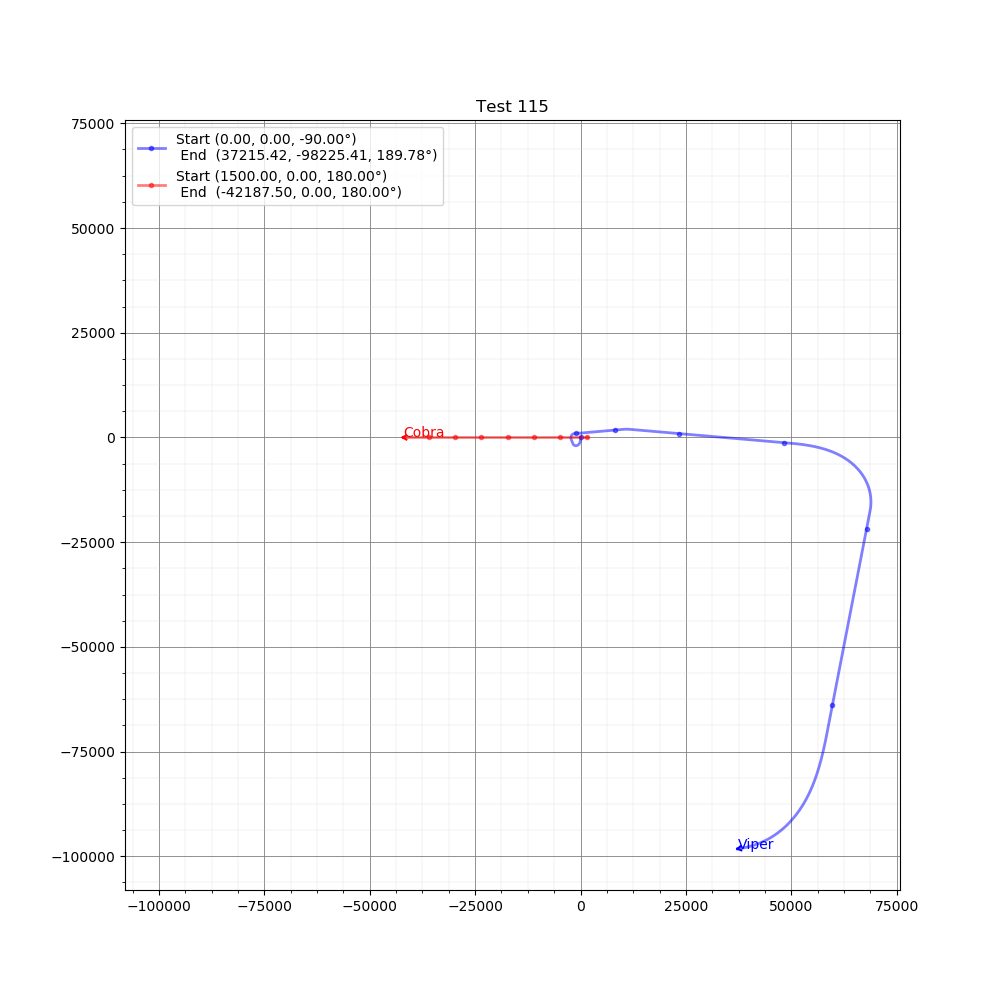 Test 115
Start (0.00, 0.00, -90.00°)
End  (37215.42, -98225.41, 189.78°)
Start (1500.00, 0.00, 180.00°)
End  (-42187.50, 0.00, 180.00°)
75000
50000
25000
0
−25000
−50000
−75000
−100000
Cobra
Viper
−100000 −75000 −50000 −25000 0 25000 50000 75000